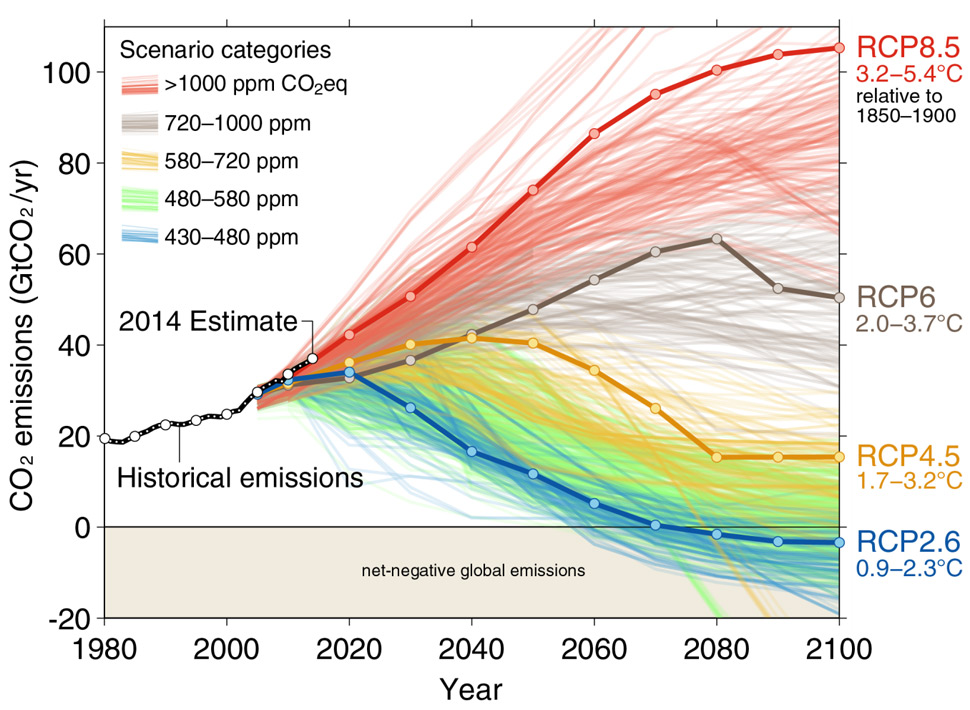 Scenario categories
>1000 ppm CO₂eq
720–1000 ppm
580–720 ppm
480–580 ppm
430–480 ppm
2014 Estimate
Historical emissions
net-negative global emissions
CO₂ emissions (GtCO₂/yr)
100
80
60
40
20
0
-20
1980
2000
2020
2040
2060
2080
2100
Year
RCP8.5
3.2–5.4°C
relative to
1850–1900
RCP6
2.0–3.7°C
RCP4.5
1.7–3.2°C
RCP2.6
0.9–2.3°C